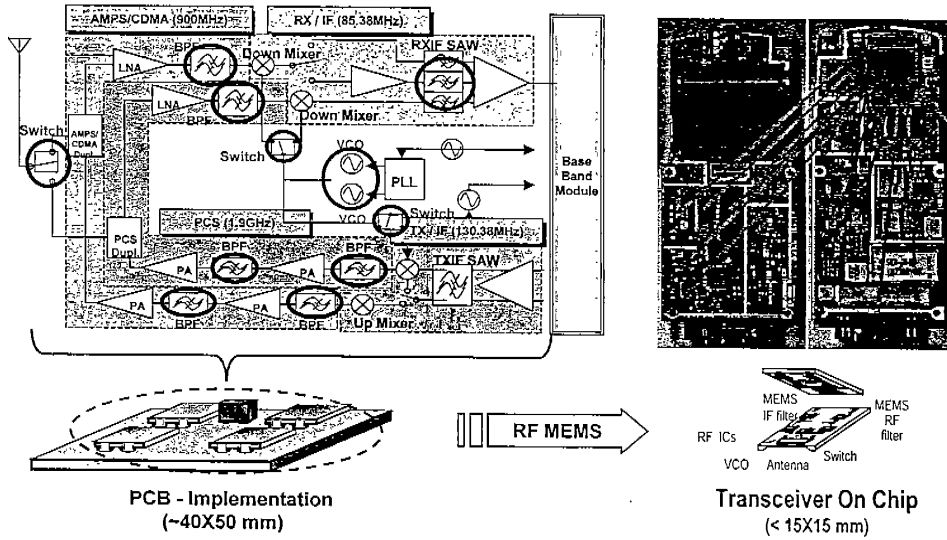 AMPS/CDMA (900MHz)
RX / IF (85.38MHz)
BPF
Down Mixer
RXIF SAW
LNA
LNA
BPF
Down Mixer
Switch
AMPS/
CDMA
Dupl.
Switch
VCO
PLL
Base
Band
Module
PCS (1.9GHz)
VCO
Switch
TX / IF (130.38MHz)
PCS
Dupl.
BPF
BPF
TXIF SAW
PA
PA
PA
PA
BPF
BPF
Up Mixer
RF MEMS
MEMS
IF filter
MEMS
RF
filter
RF ICs
Switch
VCO
Antenna
PCB - Implementation
(~40X50 mm)
Transceiver On Chip
(< 15X15 mm)